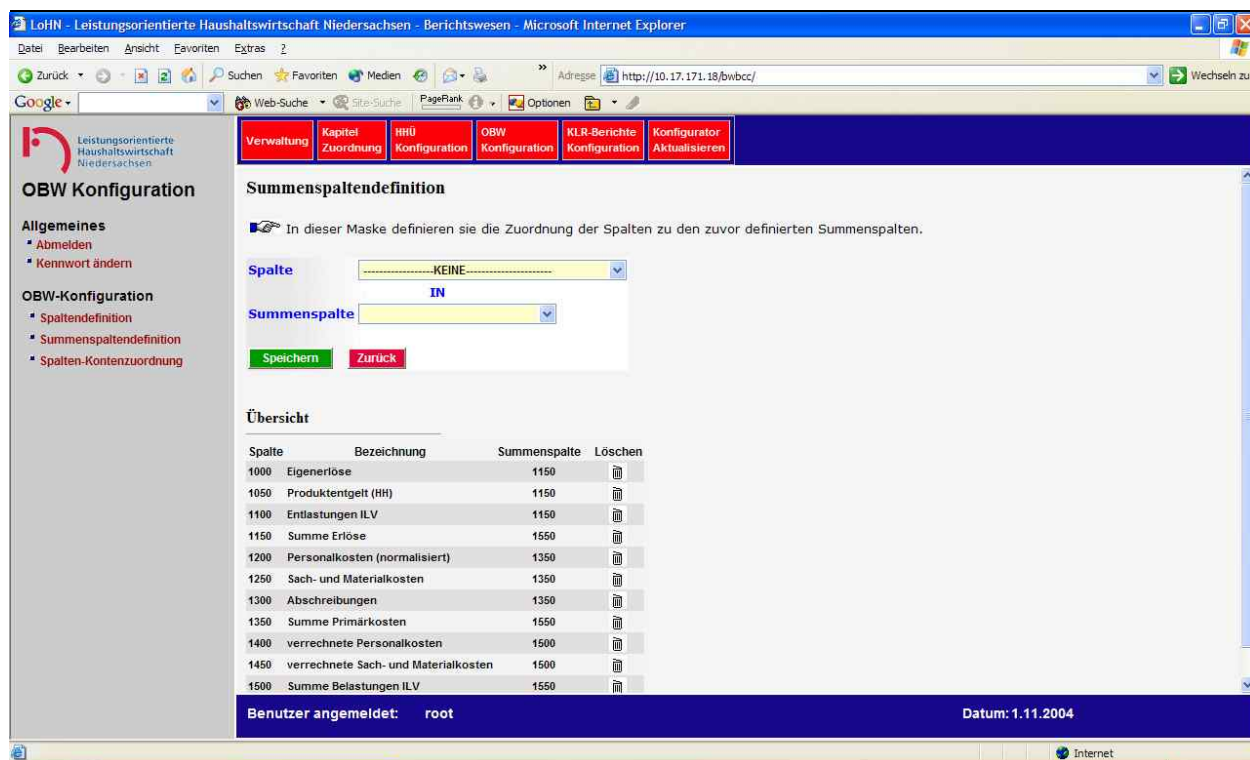 LoHN - Leistungsorientierte Haushaltswirtschaft Niedersachsen - Berichtswesen - Microsoft Internet Explorer
Datei Bearbeiten Ansicht Favoriten Extras ?
Zurück Suchen Favoriten Medien » Adresse http://10.17.171.18/bwbcc/ Wechseln zu
Google Web-Suche Site-Suche PageRank Optionen
Leistungsorientierte
Haushaltswirtschaft
Niedersachsen
Verwaltung
Kapitel
Zuordnung
HHÜ
Konfiguration
OBW
Konfiguration
KLR-Berichte
Konfiguration
Konfigurator
Aktualisieren
OBW Konfiguration
Allgemeines
Abmelden
Kennwort ändern
OBW-Konfiguration
Spaltendefinition
Summenspaltendefinition
Spalten-Kontenzuordnung
Summenspaltendefinition
In dieser Maske definieren sie die Zuordnung der Spalten zu den zuvor definierten Summenspalten.
Spalte ------------------KEINE----------------------
IN
Summenspalte
Speichern Zurück
Übersicht
Spalte Bezeichnung Summenspalte Löschen
1000 Eigenerlöse 1150
1050 Produktentgelt (HH) 1150
1100 Entlastungen ILV 1150
1150 Summe Erlöse 1550
1200 Personalkosten (normalisiert) 1350
1250 Sach- und Materialkosten 1350
1300 Abschreibungen 1350
1350 Summe Primärkosten 1550
1400 verrechnete Personalkosten 1500
1450 verrechnete Sach- und Materialkosten 1500
1500 Summe Belastungen ILV 1550
Benutzer angemeldet: root Datum: 1.11.2004
Internet